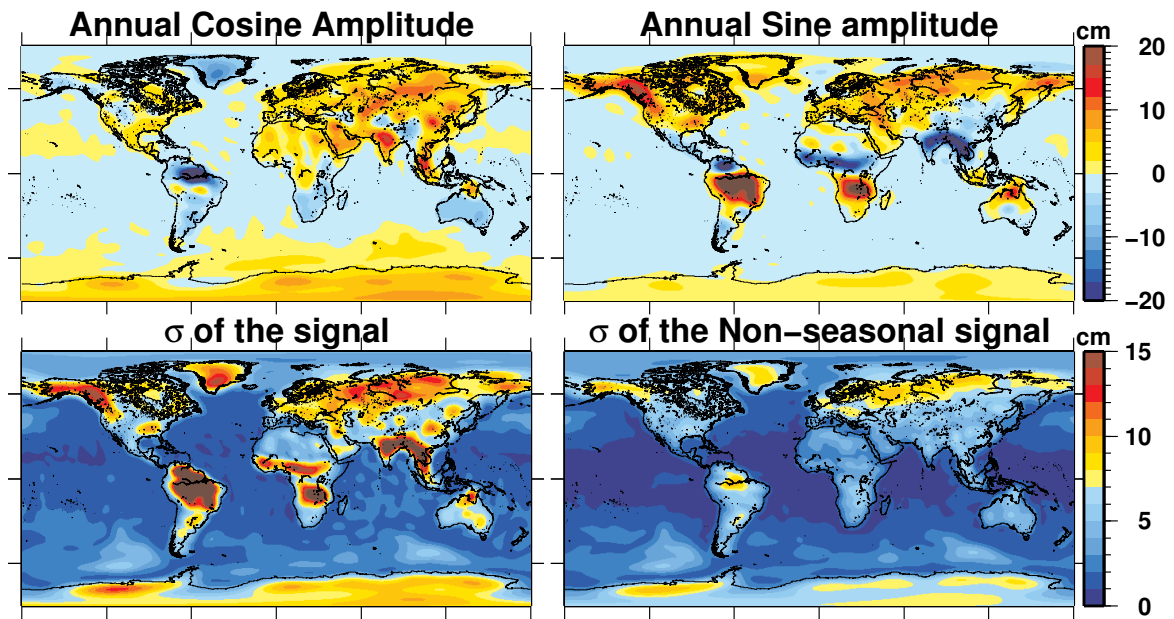 Annual Cosine Amplitude
Annual Sine amplitude
cm
20
10
0
−10
−20
σ of the signal
σ of the Non−seasonal signal
cm
15
10
5
0